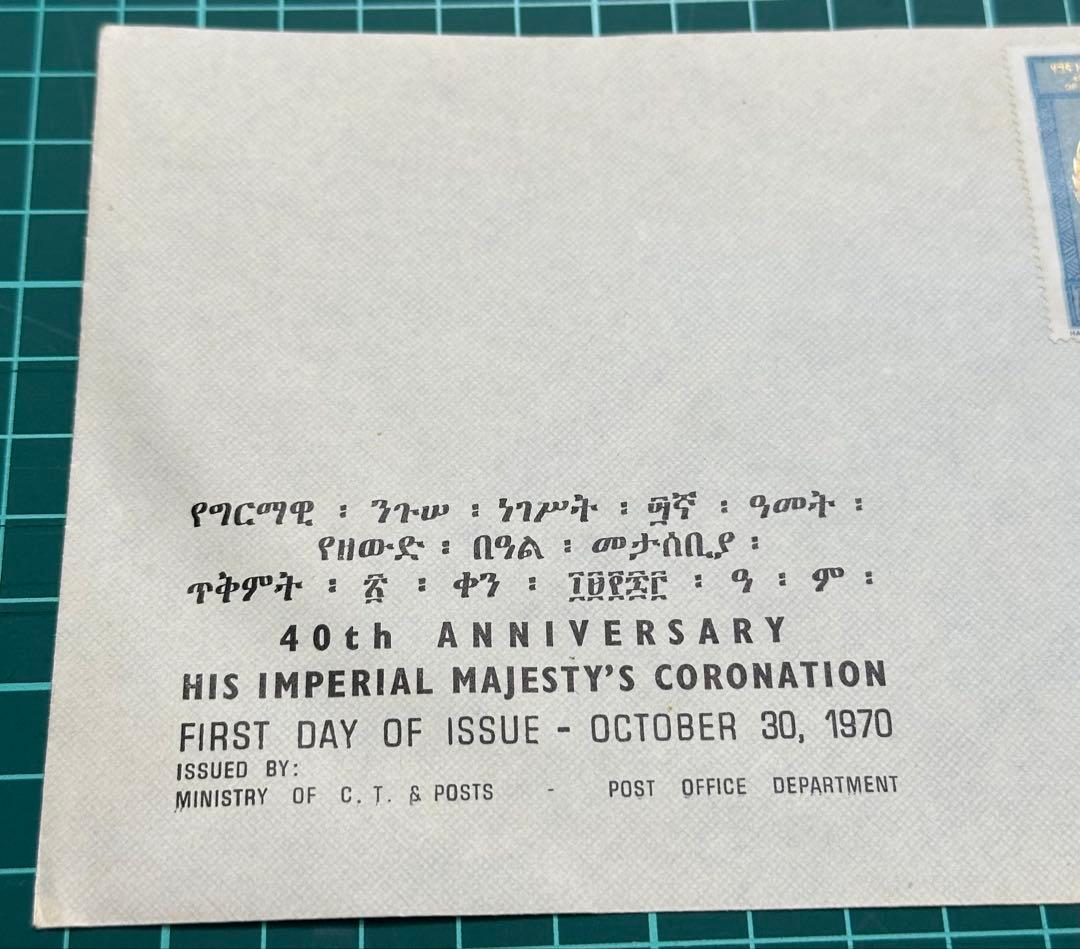 የግርማዊ ፡ ንጉሠ ፡ ነገሥት ፡ ፵ኛ ፡ ዓመት ፡
የዘውድ ፡ በዓል ፡ መታሰቢያ ፡
ጥቅምት ፡ ፳ ፡ ቀን ፡ ፲፱፻፷፫ ፡ ዓ ፡ ም ፡
40th ANNIVERSARY
HIS IMPERIAL MAJESTY'S CORONATION
FIRST DAY OF ISSUE - OCTOBER 30, 1970
ISSUED BY:
MINISTRY OF C. T. & POSTS - POST OFFICE DEPARTMENT